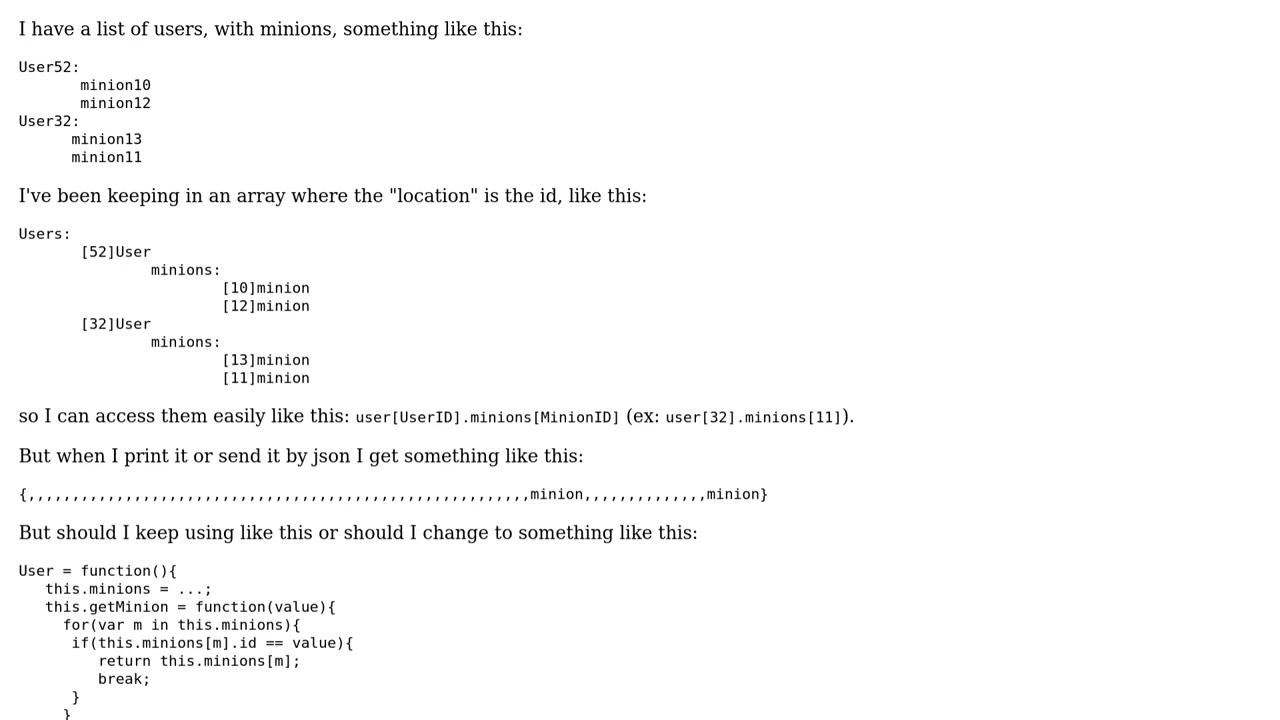 I have a list of users, with minions, something like this:
User52:
       minion10
       minion12
User32:
      minion13
      minion11
I've been keeping in an array where the "location" is the id, like this:
Users:
       [52]User
               minions:
                       [10]minion
                       [12]minion
       [32]User
               minions:
                       [13]minion
                       [11]minion
so I can access them easily like this: user[UserID].minions[MinionID] (ex: user[32].minions[11]).
But when I print it or send it by json I get something like this:
{,,,,,,,,,,,,,,,,,,,,,,,,,,,,,,,,,,,,,,,,,,,,,,,,,,,,,,,,,minion,,,,,,,,,,,,,,minion}
But should I keep using like this or should I change to something like this:
User = function(){
   this.minions = ...;
   this.getMinion = function(value){
     for(var m in this.minions){
      if(this.minions[m].id == value){
         return this.minions[m];
         break;
      }
     }